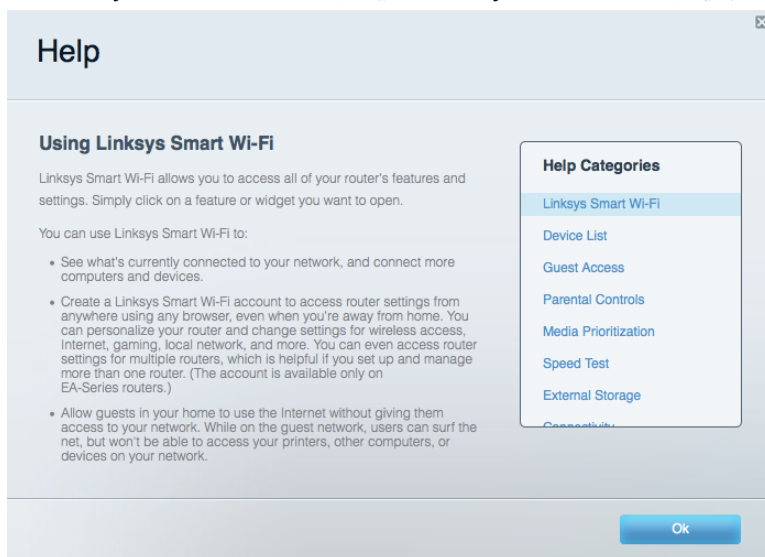 Help
Using Linksys Smart Wi-Fi
Linksys Smart Wi-Fi allows you to access all of your router's features and
settings. Simply click on a feature or widget you want to open.
You can use Linksys Smart Wi-Fi to:
• See what's currently connected to your network, and connect more
computers and devices.
• Create a Linksys Smart Wi-Fi account to access router settings from
anywhere using any browser, even when you're away from home. You
can personalize your router and change settings for wireless access,
Internet, gaming, local network, and more. You can even access router
settings for multiple routers, which is helpful if you set up and manage
more than one router. (The account is available only on
EA-Series routers.)
• Allow guests in your home to use the Internet without giving them
access to your network. While on the guest network, users can surf the
net, but won't be able to access your printers, other computers, or
devices on your network.
Help Categories
Linksys Smart Wi-Fi
Device List
Guest Access
Parental Controls
Media Prioritization
Speed Test
External Storage
Connectivity
Ok